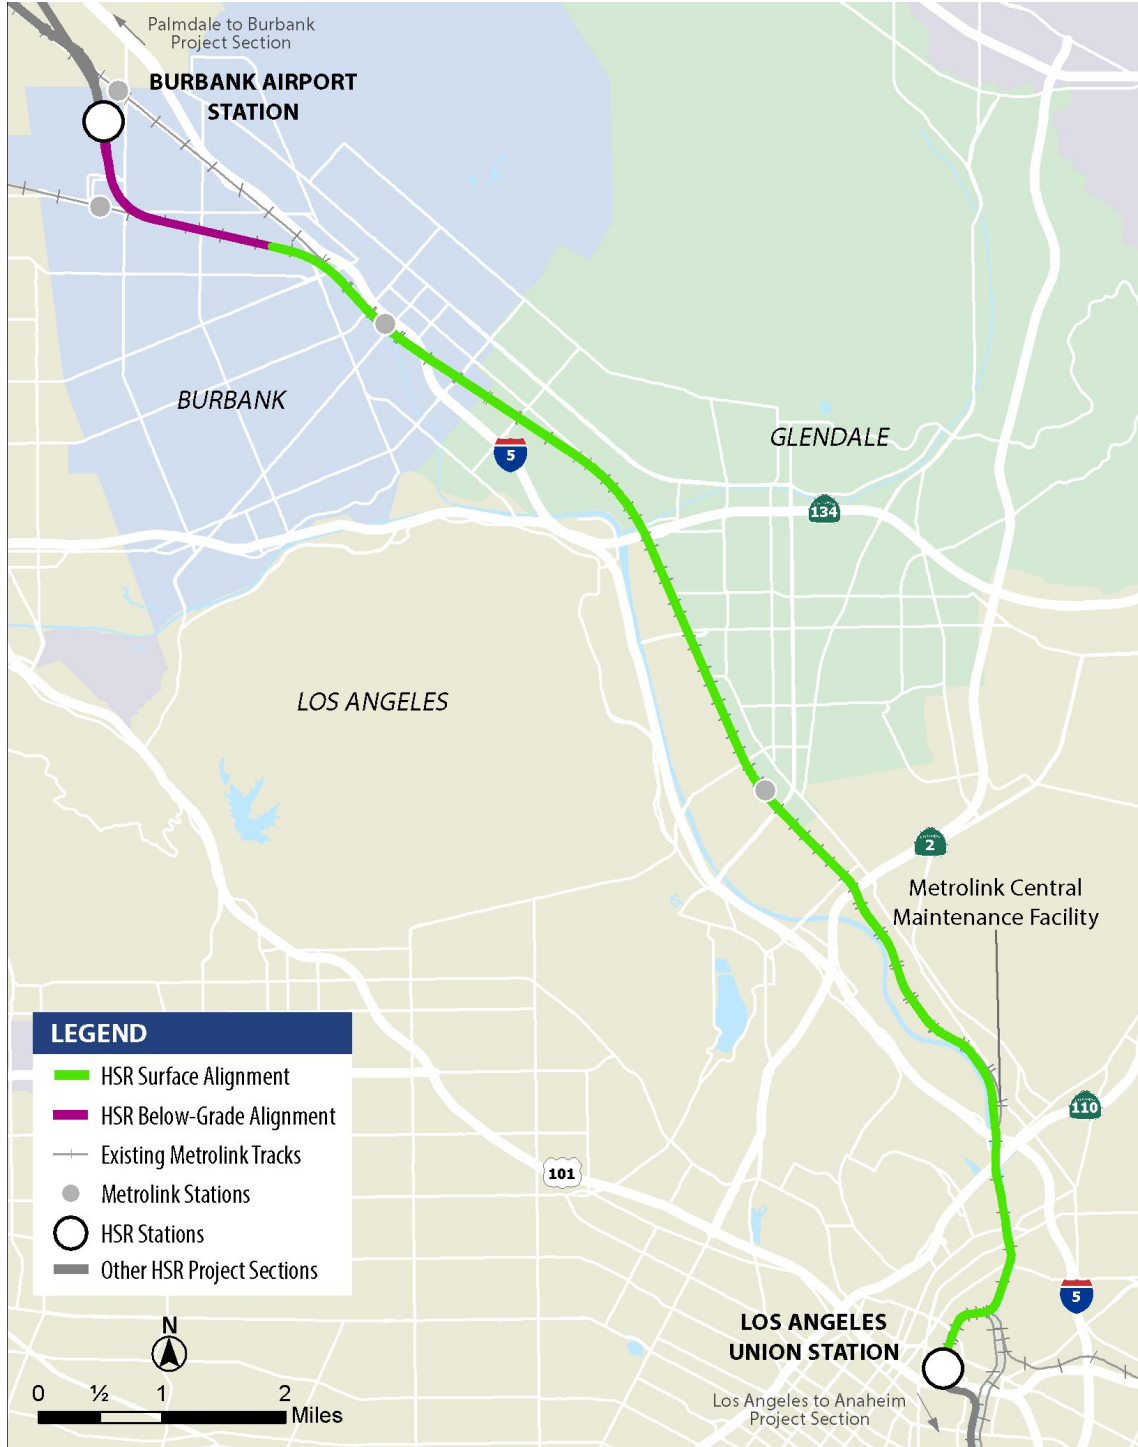 Palmdale to Burbank
Project Section
BURBANK AIRPORT
STATION
BURBANK
GLENDALE
5
134
LOS ANGELES
2
Metrolink Central
Maintenance Facility
LEGEND
HSR Surface Alignment
HSR Below-Grade Alignment
Existing Metrolink Tracks
Metrolink Stations
HSR Stations
Other HSR Project Sections
110
101
5
N
0 ½ 1 2
Miles
LOS ANGELES
UNION STATION
Los Angeles to Anaheim
Project Section